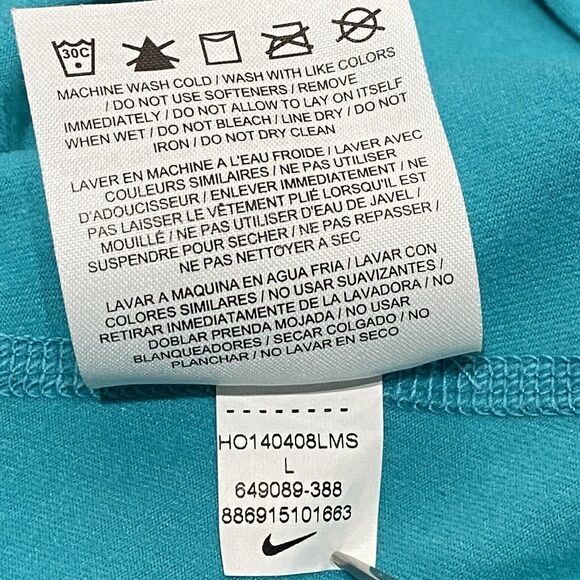 30C
MACHINE WASH COLD / WASH WITH LIKE COLORS
/ DO NOT USE SOFTENERS / REMOVE
IMMEDIATELY / DO NOT ALLOW TO LAY ON ITSELF
WHEN WET / DO NOT BLEACH / LINE DRY / DO NOT
IRON / DO NOT DRY CLEAN
LAVER EN MACHINE A L'EAU FROIDE / LAVER AVEC
COULEURS SIMILAIRES / NE PAS UTILISER
D'ADOUCISSEUR / ENLEVER IMMEDIATEMENT / NE
PAS LAISSER LE VÊTEMENT PLIÉ LORSQU'IL EST
MOUILLÉ / NE PAS UTILISER D'EAU DE JAVEL /
SUSPENDRE POUR SECHER / NE PAS REPASSER /
NE PAS NETTOYER A SEC
LAVAR A MAQUINA EN AGUA FRIA / LAVAR CON
COLORES SIMILARES / NO USAR SUAVIZANTES /
RETIRAR INMEDIATAMENTE DE LA LAVADORA / NO
DOBLAR PRENDA MOJADA / NO USAR
BLANQUEADORES / SECAR COLGADO / NO
PLANCHAR / NO LAVAR EN SECO
HO140408LMS
L
649089-388
886915101663